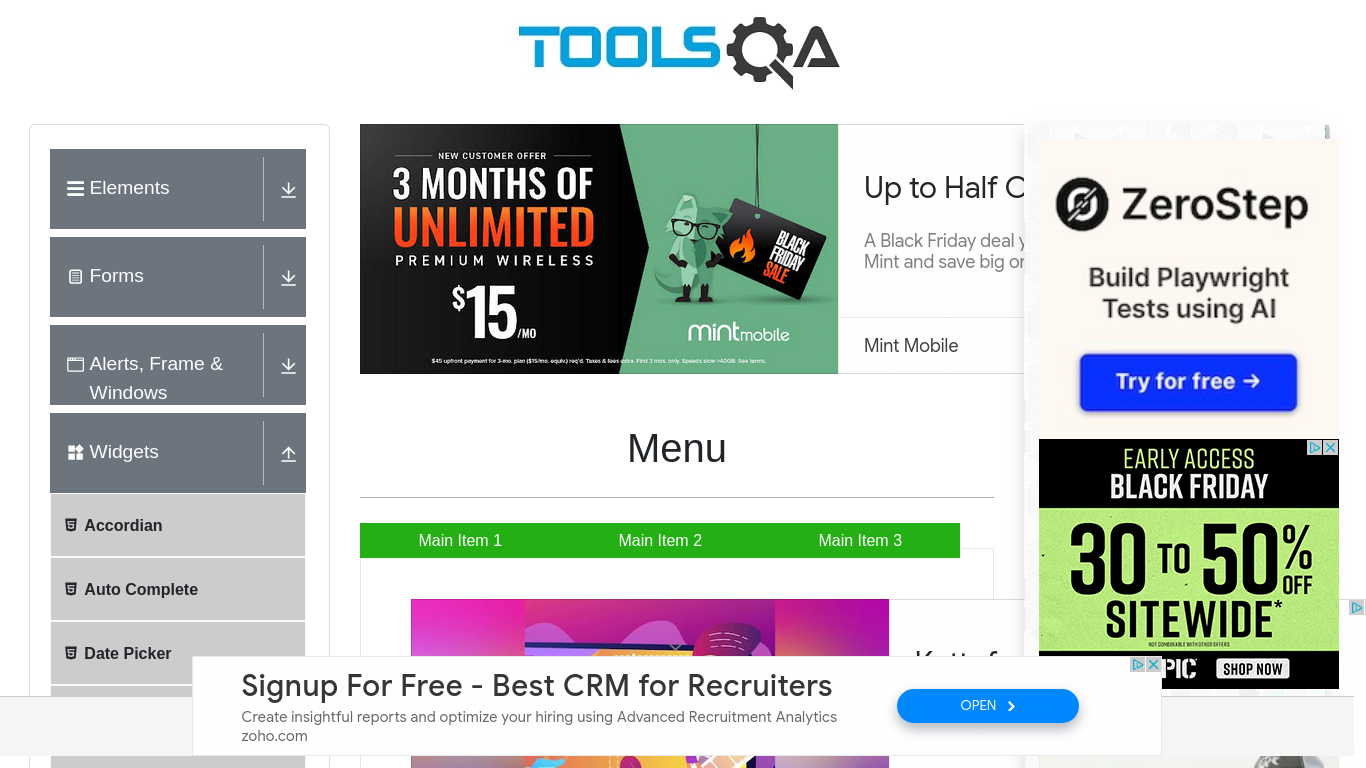 TOOLSQA
Elements
Forms
Alerts, Frame &
Windows
Widgets
Accordian
Auto Complete
Date Picker
NEW CUSTOMER OFFER
3 MONTHS OF
UNLIMITED
PREMIUM WIRELESS
$15/MO
BLACK
FRIDAY
SALE
mint mobile
$45 upfront payment for 3-mo. plan ($15/mo. equiv.) req'd. Taxes & fees extra. First 3 mos. only. Speeds slow >40GB. See terms.
Up to Half O
A Black Friday deal y
Mint and save big on
Mint Mobile
Menu
Main Item 1
Main Item 2
Main Item 3
ZeroStep
Build Playwright
Tests using AI
Try for free →
EARLY ACCESS
BLACK FRIDAY
30 TO 50% OFF
SITEWIDE*
NOT COMBINABLE WITH OTHER OFFERS
PIC
SHOP NOW
Signup For Free - Best CRM for Recruiters
Create insightful reports and optimize your hiring using Advanced Recruitment Analytics
zoho.com
OPEN